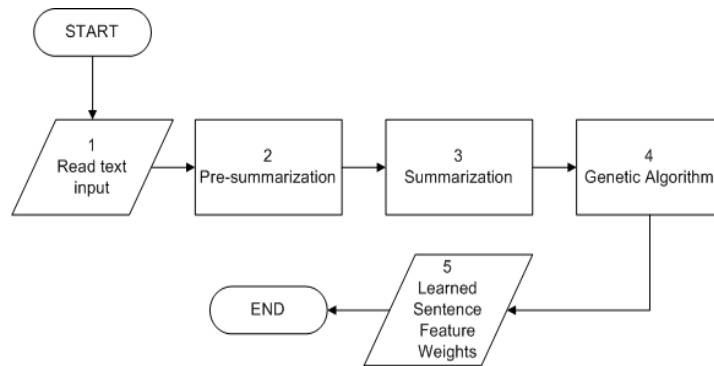 START
1
Read text
input
2
Pre-summarization
3
Summarization
4
Genetic Algorithm
5
Learned
Sentence
Feature
Weights
END